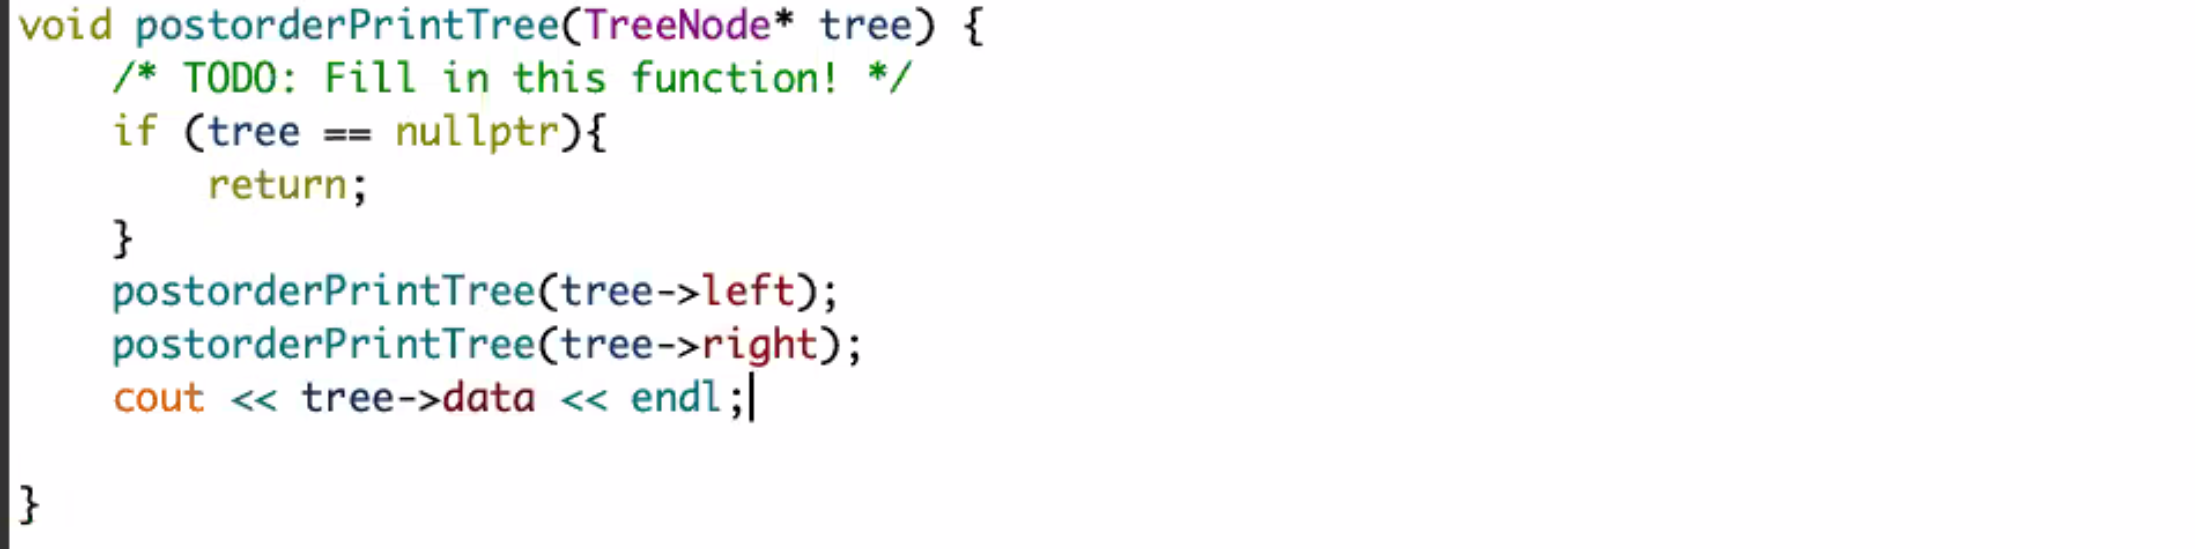 void postorderPrintTree(TreeNode* tree) {
    /* TODO: Fill in this function! */
    if (tree == nullptr){
        return;
    }
    postorderPrintTree(tree->left);
    postorderPrintTree(tree->right);
    cout << tree->data << endl;
}